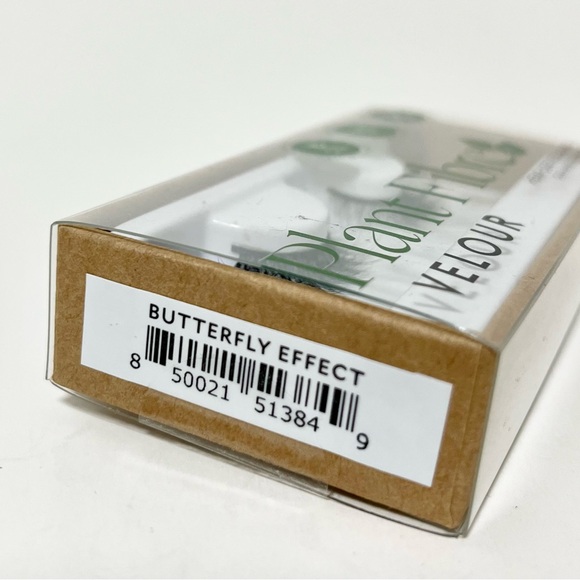 Plant Fibre
VELOUR
BUTTERFLY EFFECT
8 50021 51384 9